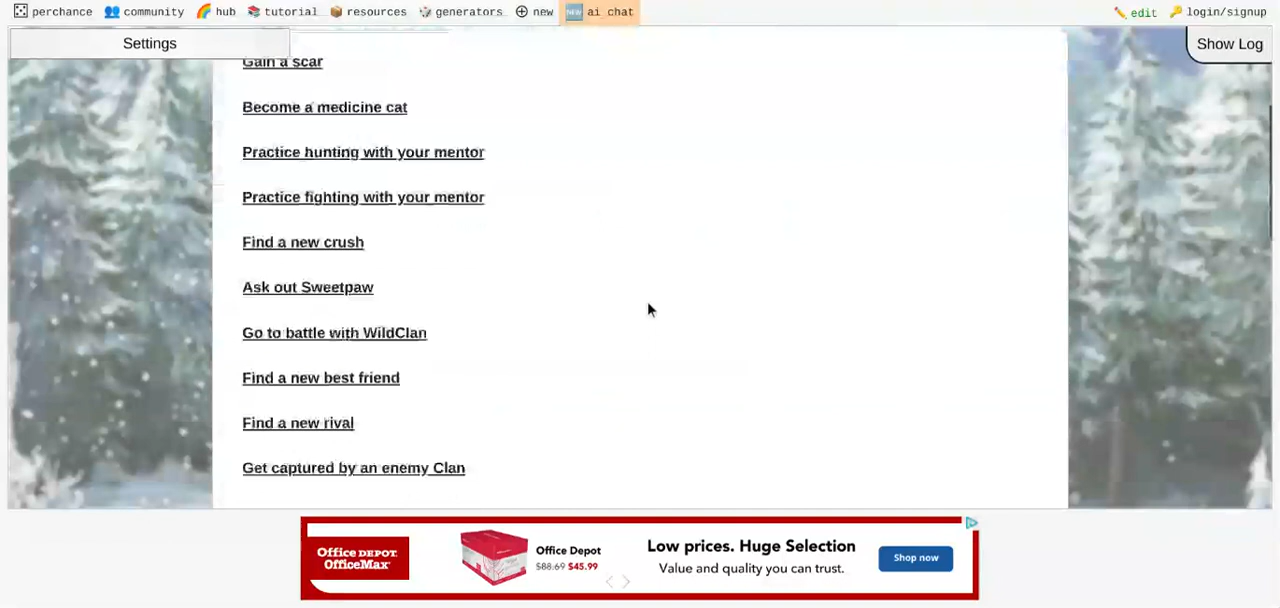 perchance community hub tutorial resources generators new NEW ai_chat edit login/signup
Settings
Show Log
Gain a scar
Become a medicine cat
Practice hunting with your mentor
Practice fighting with your mentor
Find a new crush
Ask out Sweetpaw
Go to battle with WildClan
Find a new best friend
Find a new rival
Get captured by an enemy Clan
Office DEPOT
OfficeMax
Office Depot
$88.69 $45.99
Low prices. Huge Selection
Value and quality you can trust.
Shop now